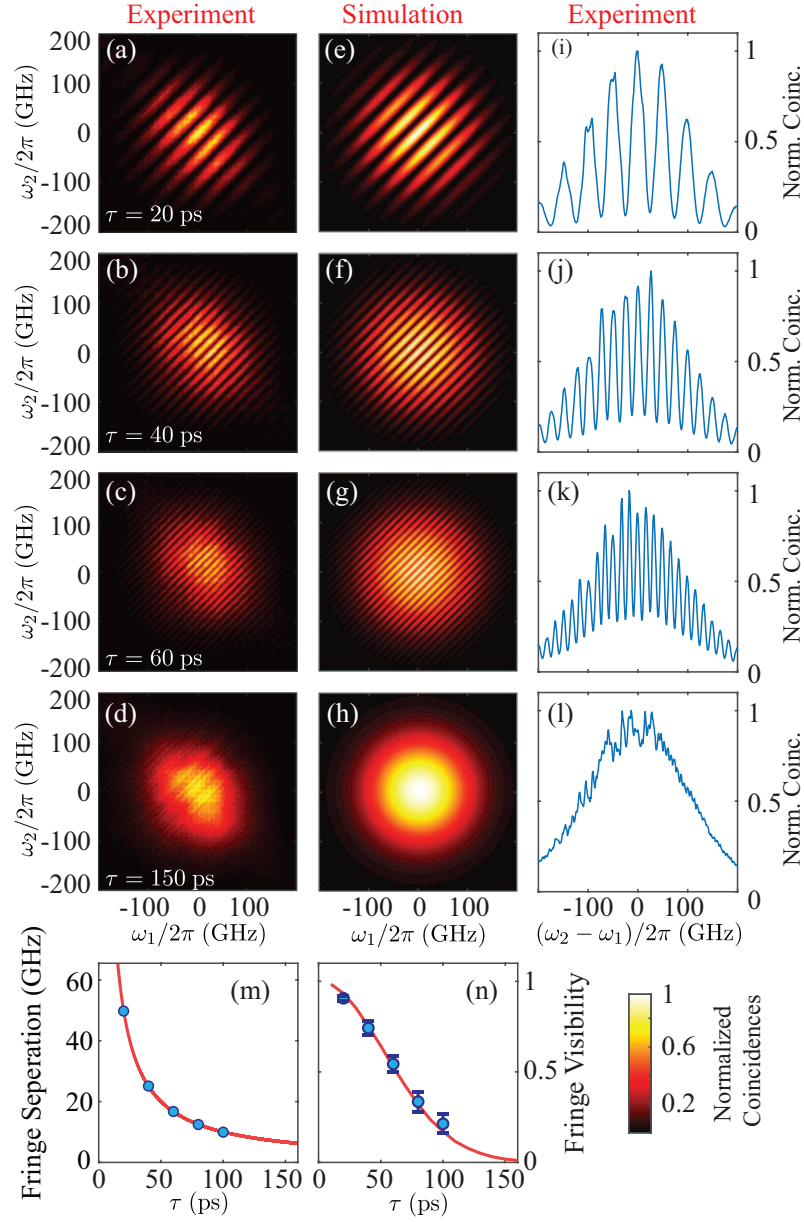 Experiment Simulation Experiment
(a) (e) (i)
200
100
0
-100
-200
ω₂/2π (GHz)
τ = 20 ps
1
0.5
0
Norm. Coinc.
(b) (f) (j)
200
100
0
-100
-200
ω₂/2π (GHz)
τ = 40 ps
1
0.5
0
Norm. Coinc.
(c) (g) (k)
200
100
0
-100
-200
ω₂/2π (GHz)
τ = 60 ps
1
0.5
0
Norm. Coinc.
(d) (h) (l)
200
100
0
-100
-200
ω₂/2π (GHz)
τ = 150 ps
1
0.5
0
Norm. Coinc.
-100 0 100 -100 0 100 -100 0 100
ω₁/2π (GHz) ω₁/2π (GHz) (ω₂ − ω₁)/2π (GHz)
(m) (n)
Fringe Seperation (GHz)
60
40
20
0
0 50 100 150
τ (ps)
1
0.5
0
Fringe Visibility
0 50 100 150
τ (ps)
1
0.6
0.2
Normalized
Coincidences